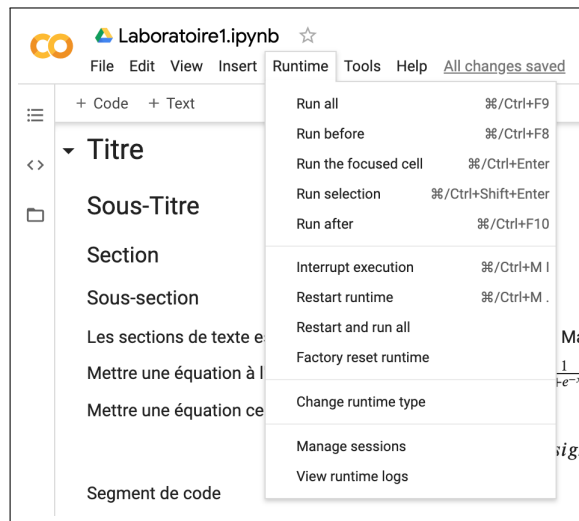 Laboratoire1.ipynb
File Edit View Insert Runtime Tools Help All changes saved
+ Code + Text
Titre
Sous-Titre
Section
Sous-section
Les sections de texte e
Mettre une équation à l
Mettre une équation ce
Segment de code
Run all ⌘/Ctrl+F9
Run before ⌘/Ctrl+F8
Run the focused cell ⌘/Ctrl+Enter
Run selection ⌘/Ctrl+Shift+Enter
Run after ⌘/Ctrl+F10
Interrupt execution ⌘/Ctrl+M I
Restart runtime ⌘/Ctrl+M .
Restart and run all
Factory reset runtime
Change runtime type
Manage sessions
View runtime logs
Ma